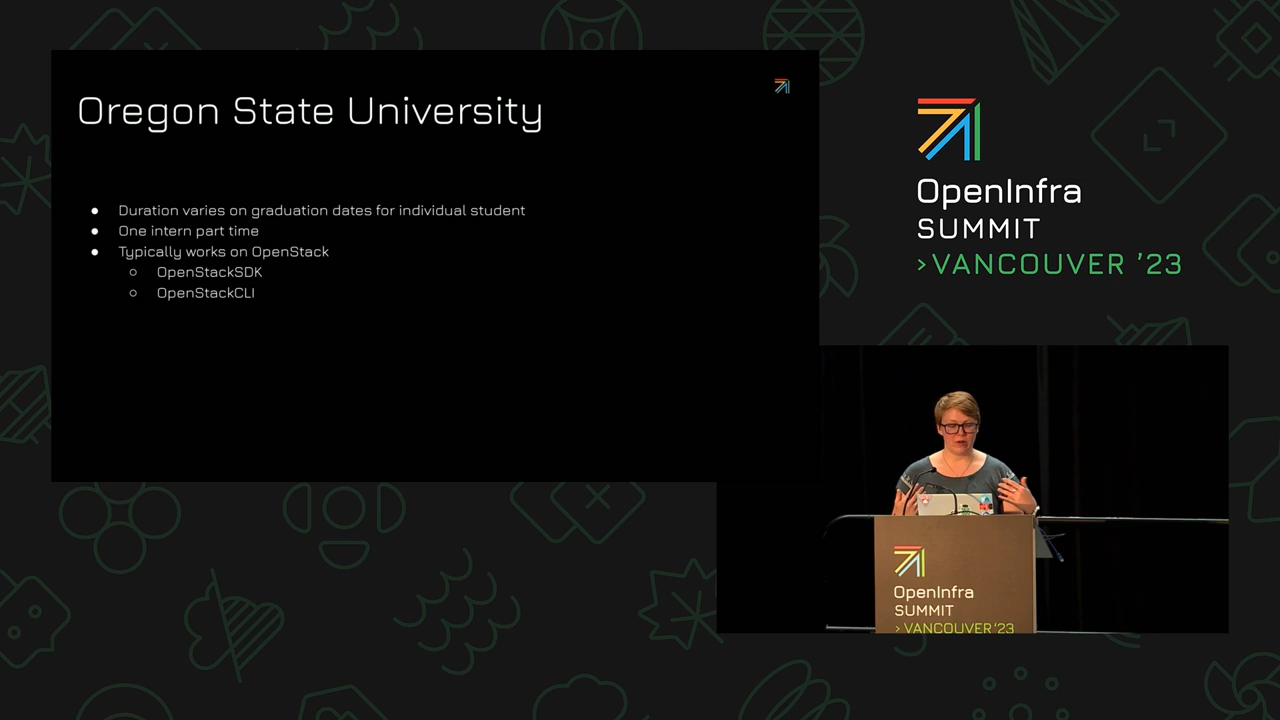 Oregon State University
● Duration varies on graduation dates for individual student
● One intern part time
● Typically works on OpenStack
○ OpenStackSDK
○ OpenStackCLI
OpenInfra
SUMMIT
>VANCOUVER '23
OpenInfra
SUMMIT
> VANCOUVER '23